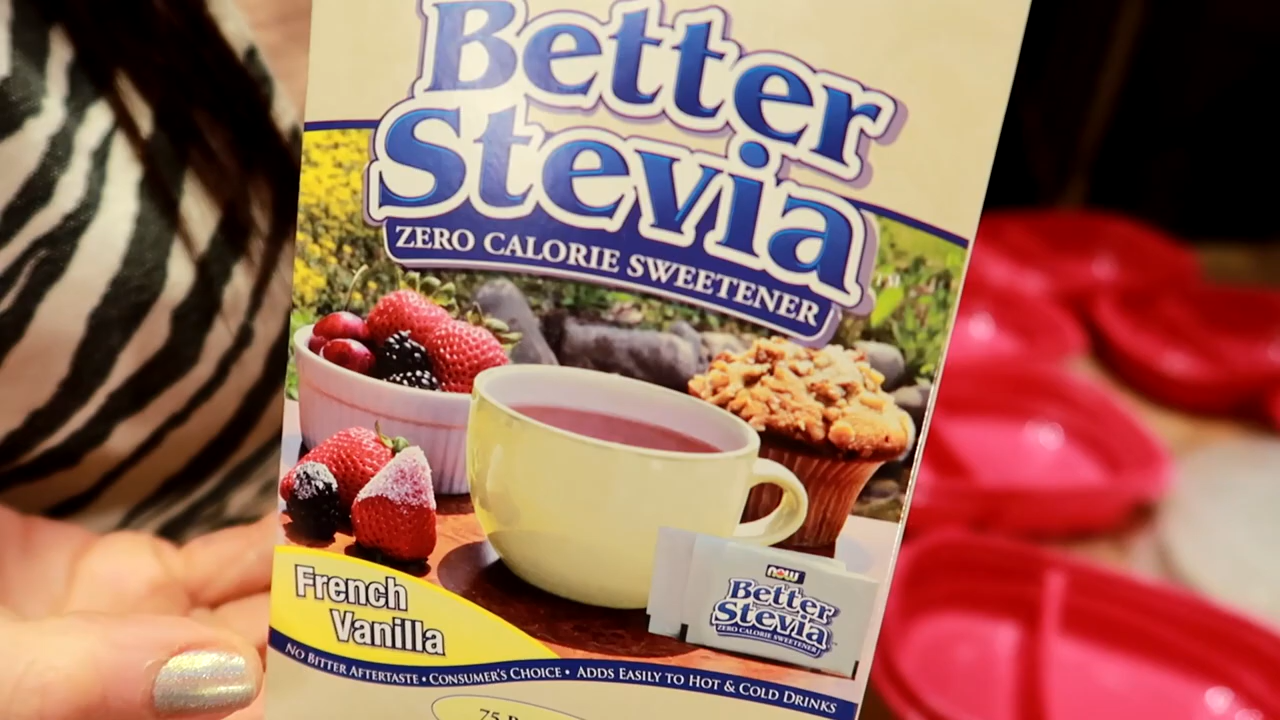 Better
Stevia
ZERO CALORIE SWEETENER
now
Better
Stevia
ZERO CALORIE SWEETENER
French
Vanilla
NO BITTER AFTERTASTE • CONSUMER'S CHOICE • ADDS EASILY TO HOT & COLD DRINKS
75